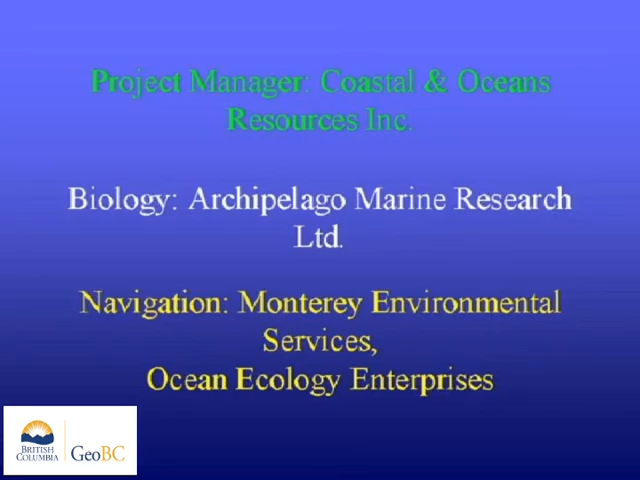 Project Manager: Coastal & Oceans
Resources Inc.
Biology: Archipelago Marine Research
Ltd.
Navigation: Monterey Environmental
Services,
Ocean Ecology Enterprises
BRITISH
COLUMBIA
GeoBC